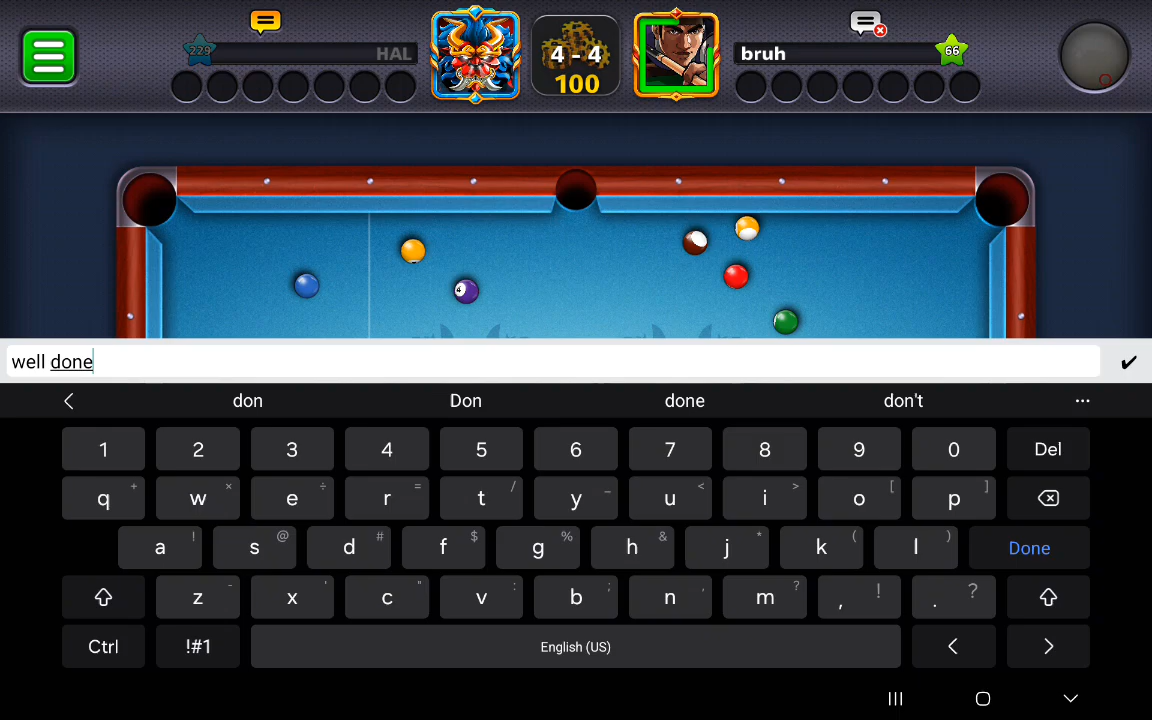 229
HAL
4 - 4
100
bruh
66
4
well done
don
Don
done
don't
...
1 2 3 4 5 6 7 8 9 0 Del
q + w × e ÷ r = t / y _ u < i > o [ p ]
a ! s @ d # f $ g % h & j * k ( l ) Done
z - x ' c " v : b ; n , m ? , ! . ?
Ctrl !#1 English (US) < >